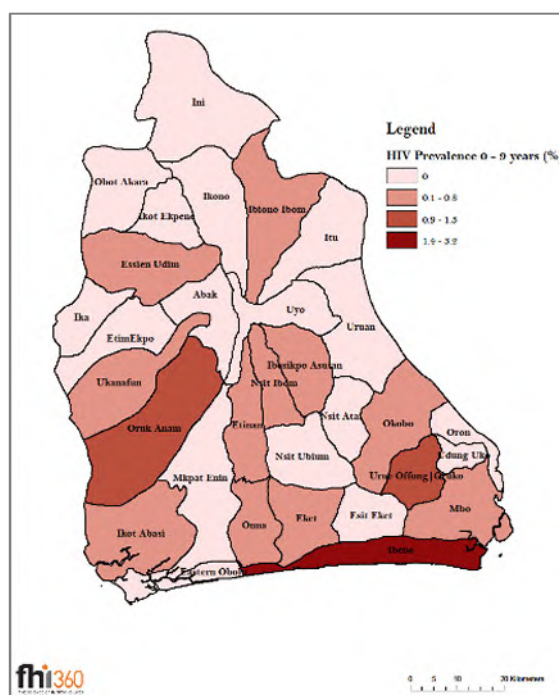 Ini
Legend
HIV Prevalence 0 - 9 years (%
0
0.1 - 0.8
0.9 - 1.3
1.4 - 3.2
Obot Akara
Ikono
Ibiono Ibom
Ikot Ekpene
Itu
Essien Udim
Abak
Uyo
Ika
Uruan
EtimEkpo
Ibesikpo Asutan
Ukanafun
Nsit Ibom
Nsit Atai
Etinan
Okobo
Oruk Anam
Oron
Nsit Ubium
Udung Uko
Urue Offung|Oruko
Mkpat Enin
Mbo
Onna
Eket
Esit Eket
Ikot Abasi
Ibeno
Eastern Obolo
fhi360
0 5 10 20 Kilometers